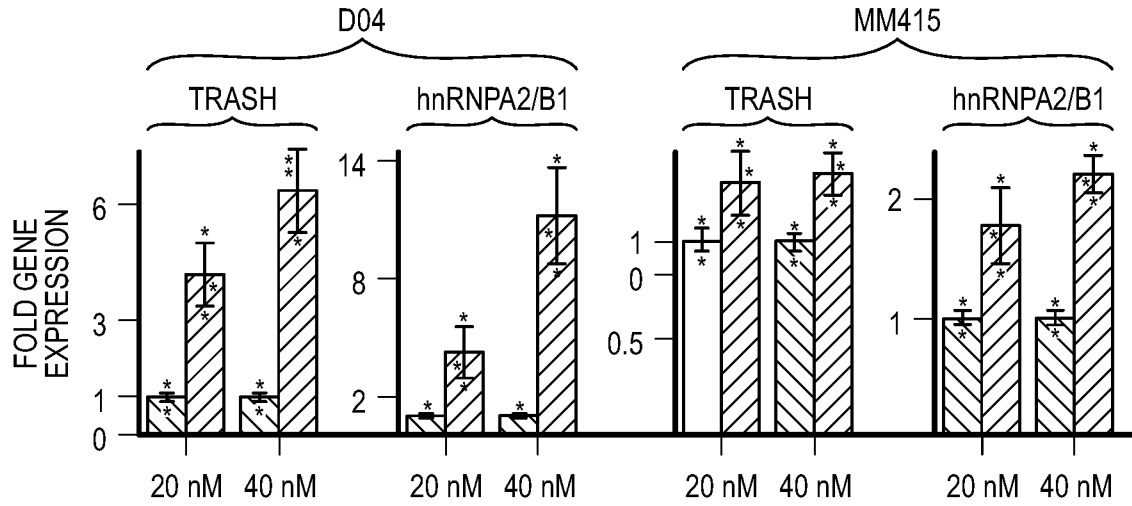 D04
MM415
TRASH
hnRNPA2/B1
TRASH
hnRNPA2/B1
FOLD GENE
EXPRESSION
6
3
1
0
14
8
2
1
0
0.5
2
1
20 nM
40 nM
20 nM
40 nM
20 nM
40 nM
20 nM
40 nM